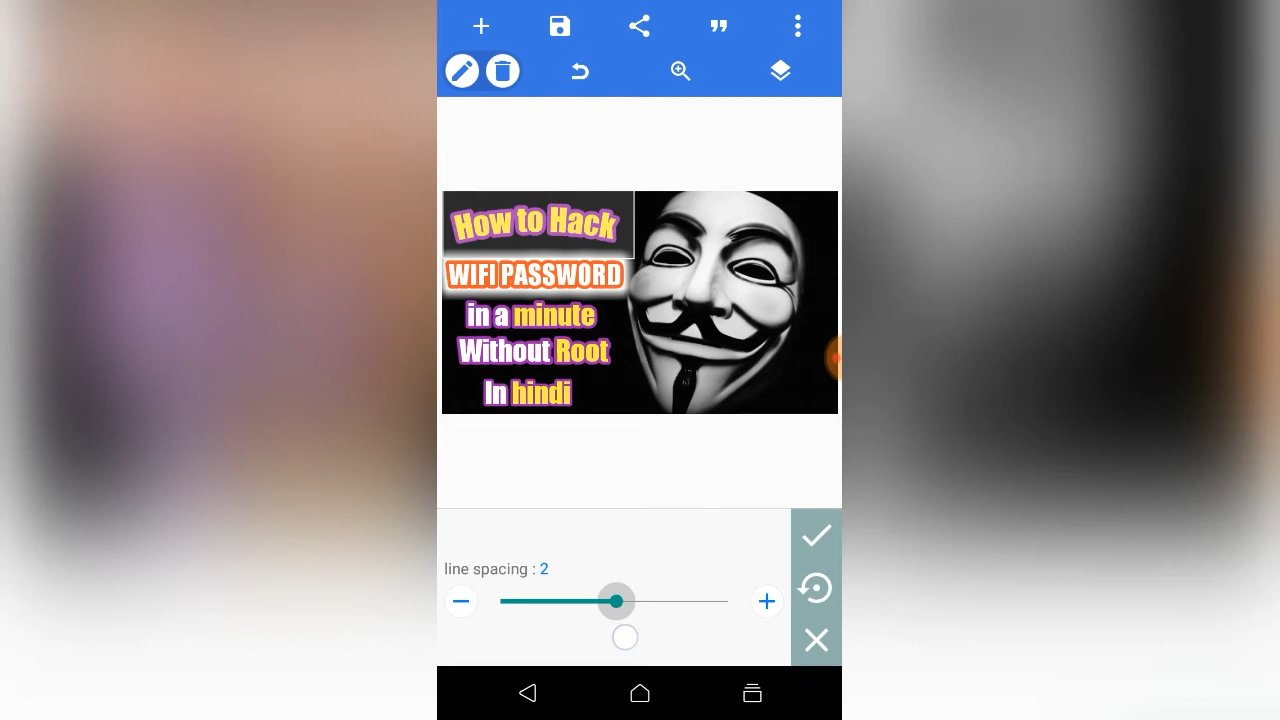 How to Hack
WIFI PASSWORD
in a minute
Without Root
In hindi
line spacing : 2